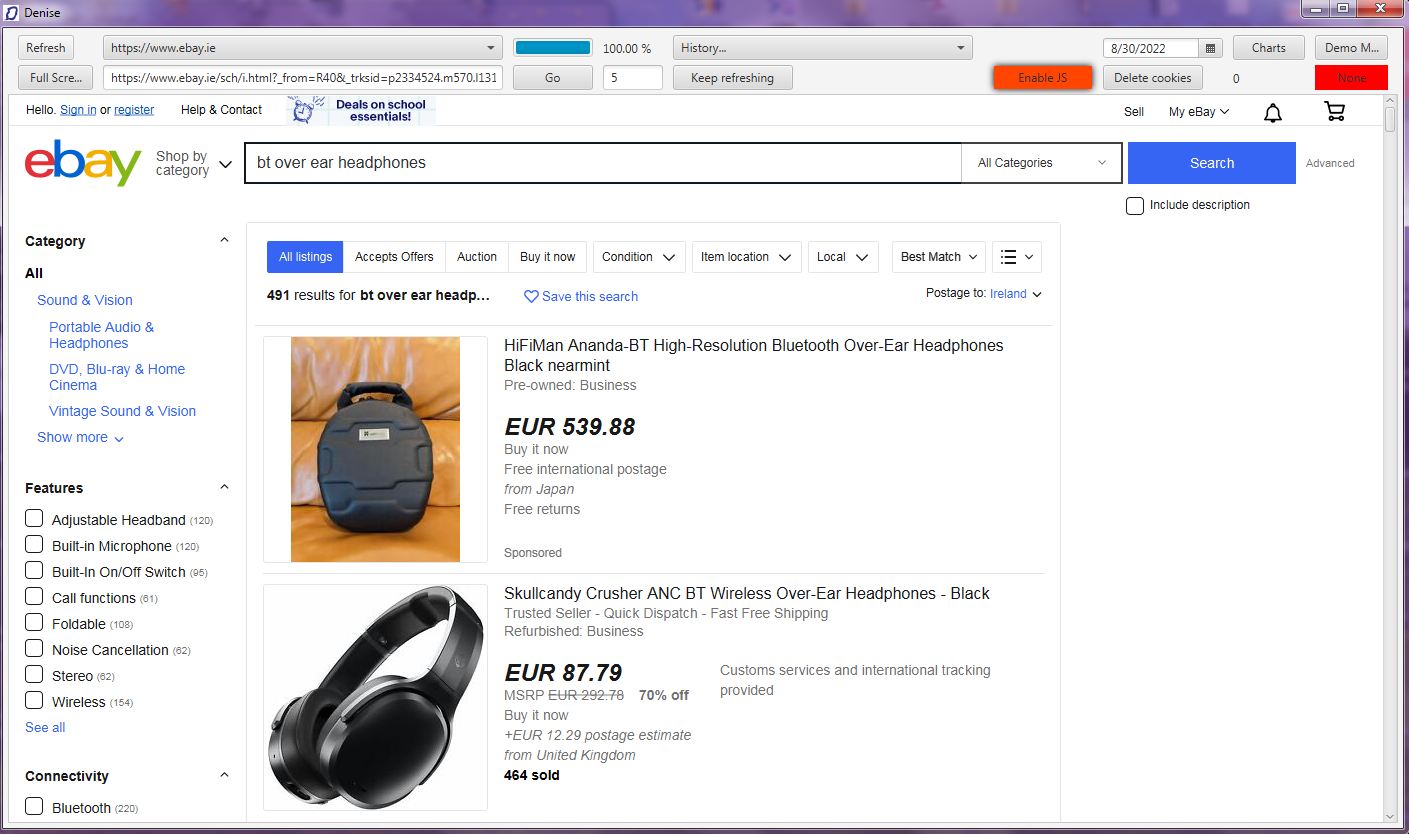 Denise
Refresh
https://www.ebay.ie
100.00 %
History...
8/30/2022
Charts
Demo M...
Full Scre...
https://www.ebay.ie/sch/i.html?_from=R40&_trksid=p2334524.m570.l131
Go
5
Keep refreshing
Enable JS
Delete cookies
0
None
Hello. Sign in or register
Help & Contact
Deals on school
essentials!
Sell
My eBay
ebay
Shop by
category
bt over ear headphones
All Categories
Search
Advanced
Include description
Category
All
Sound & Vision
Portable Audio &
Headphones
DVD, Blu-ray & Home
Cinema
Vintage Sound & Vision
Show more
Features
Adjustable Headband (120)
Built-in Microphone (120)
Built-In On/Off Switch (95)
Call functions (61)
Foldable (108)
Noise Cancellation (62)
Stereo (62)
Wireless (154)
See all
Connectivity
Bluetooth (220)
All listings
Accepts Offers
Auction
Buy it now
Condition
Item location
Local
Best Match
491 results for bt over ear headp...
Save this search
Postage to: Ireland
HiFiMan Ananda-BT High-Resolution Bluetooth Over-Ear Headphones
Black nearmint
Pre-owned: Business
EUR 539.88
Buy it now
Free international postage
from Japan
Free returns
Sponsored
Skullcandy Crusher ANC BT Wireless Over-Ear Headphones - Black
Trusted Seller - Quick Dispatch - Fast Free Shipping
Refurbished: Business
EUR 87.79
MSRP EUR 292.78 70% off
Buy it now
+EUR 12.29 postage estimate
from United Kingdom
464 sold
Customs services and international tracking
provided